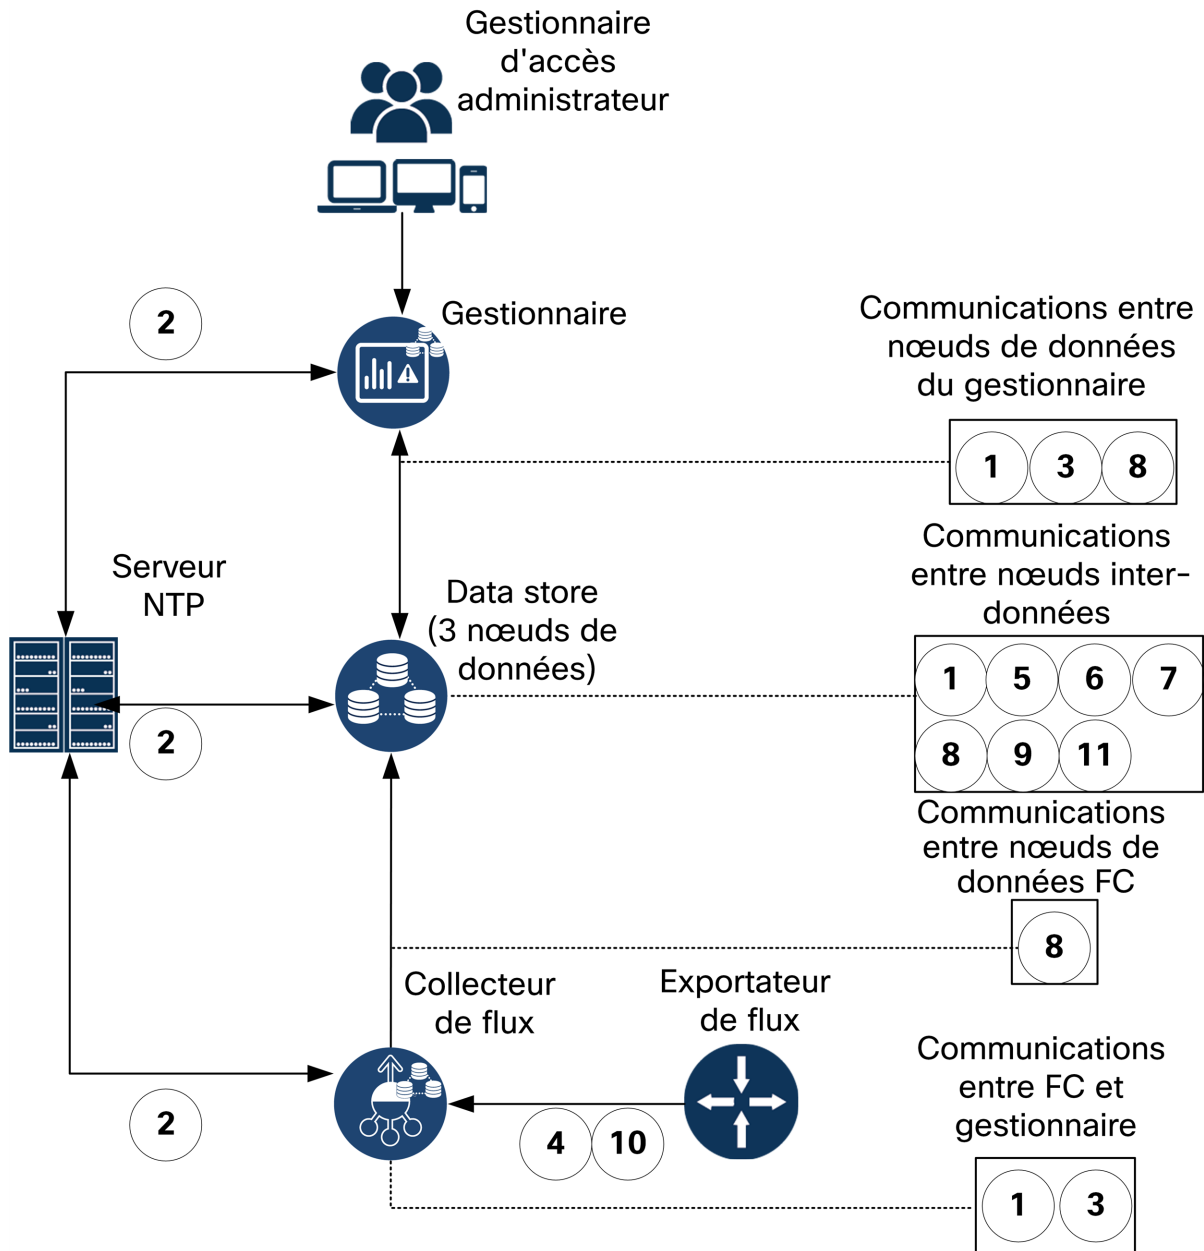 Gestionnaire
d'accès
administrateur
2
Gestionnaire
Communications entre
nœuds de données
du gestionnaire
1 3 8
Serveur
NTP
Data store
(3 nœuds de
données)
Communications
entre nœuds inter-
données
1 5 6 7
8 9 11
2
Communications
entre nœuds de
données FC
8
Collecteur
de flux
Exportateur
de flux
Communications
entre FC et
gestionnaire
2
4 10
1 3